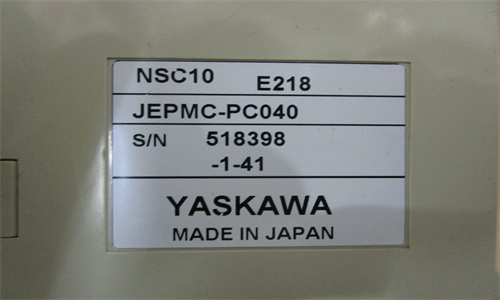 NSC10 E218
JEPMC-PC040
S/N 518398
-1-41
YASKAWA
MADE IN JAPAN